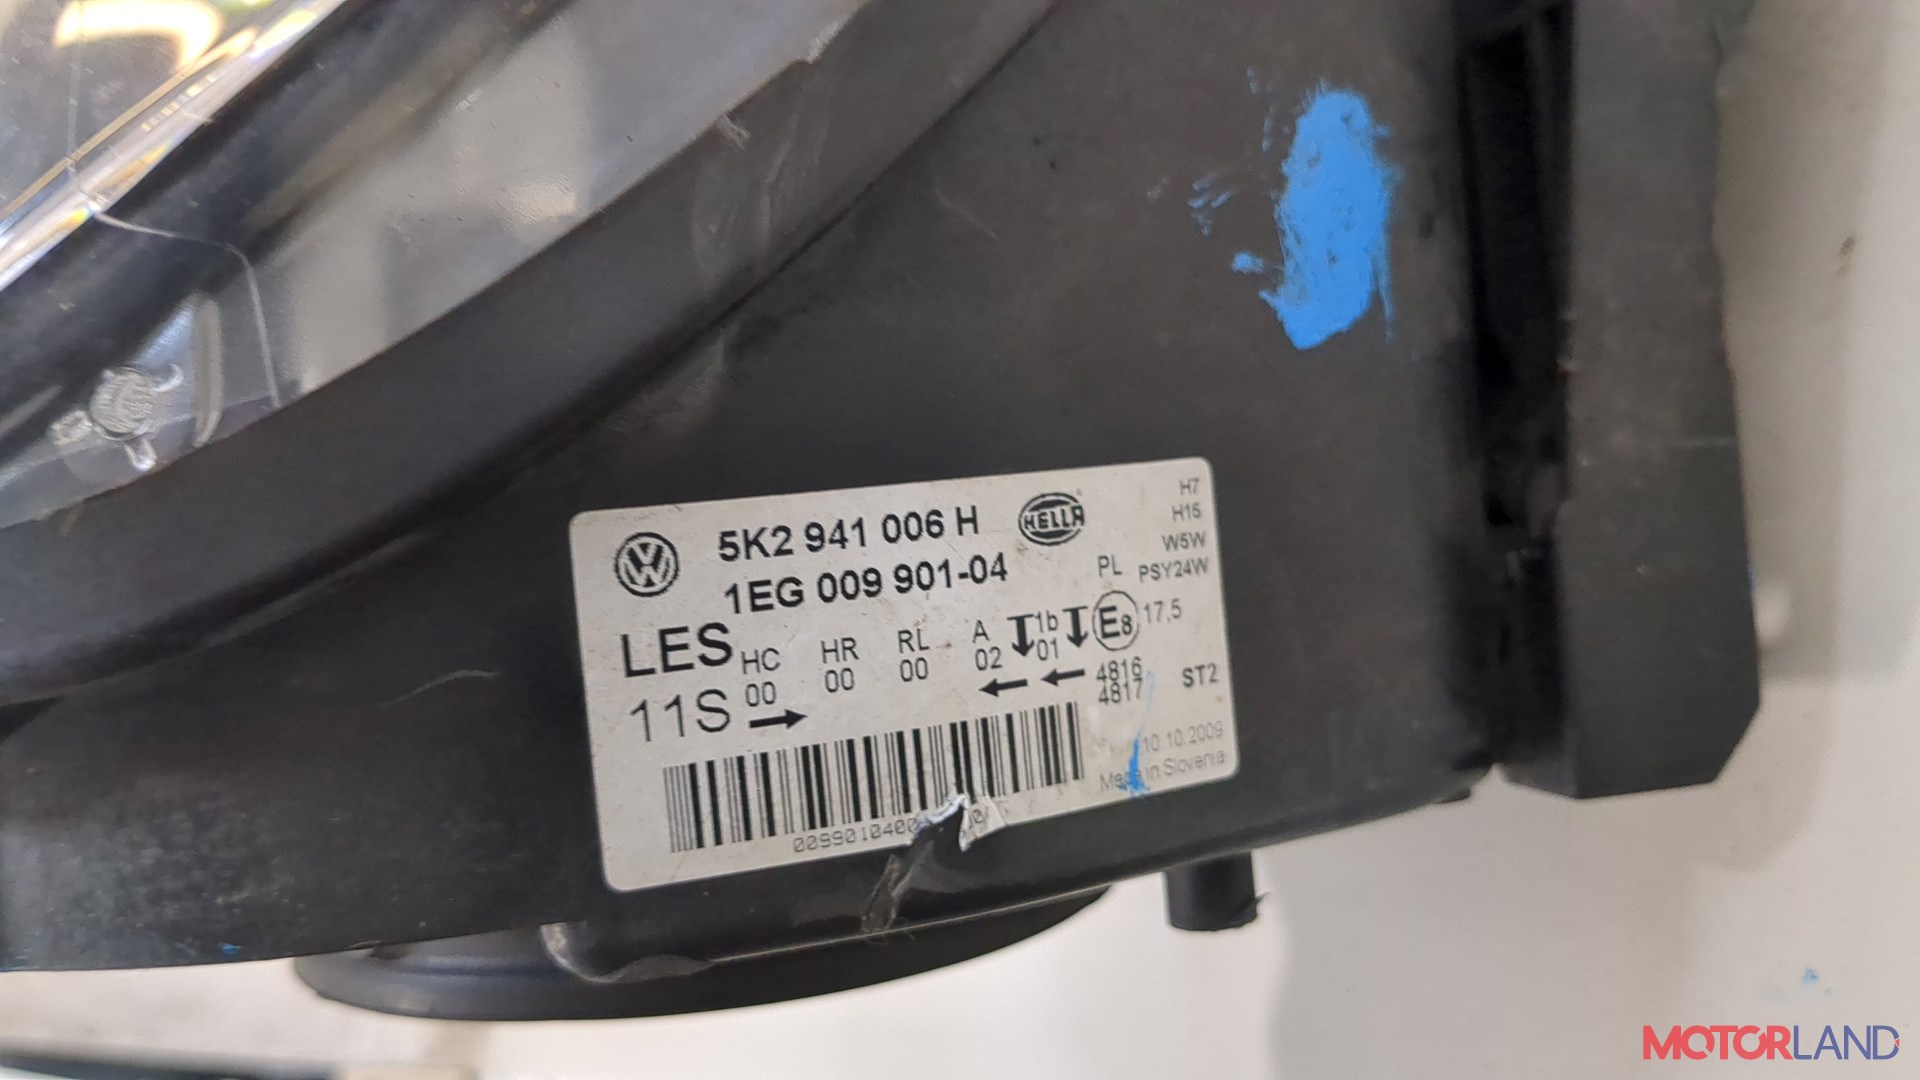 5K2 941 006 H
HELLA
1EG 009 901-04
H7
H15
W5W
PL PSY24W
LES HC HR RL A 1b E8 17,5
00 00 00 02 01
11S
4816
4817
ST2
10.10.2009
Made in Slovenia
MOTORLAND